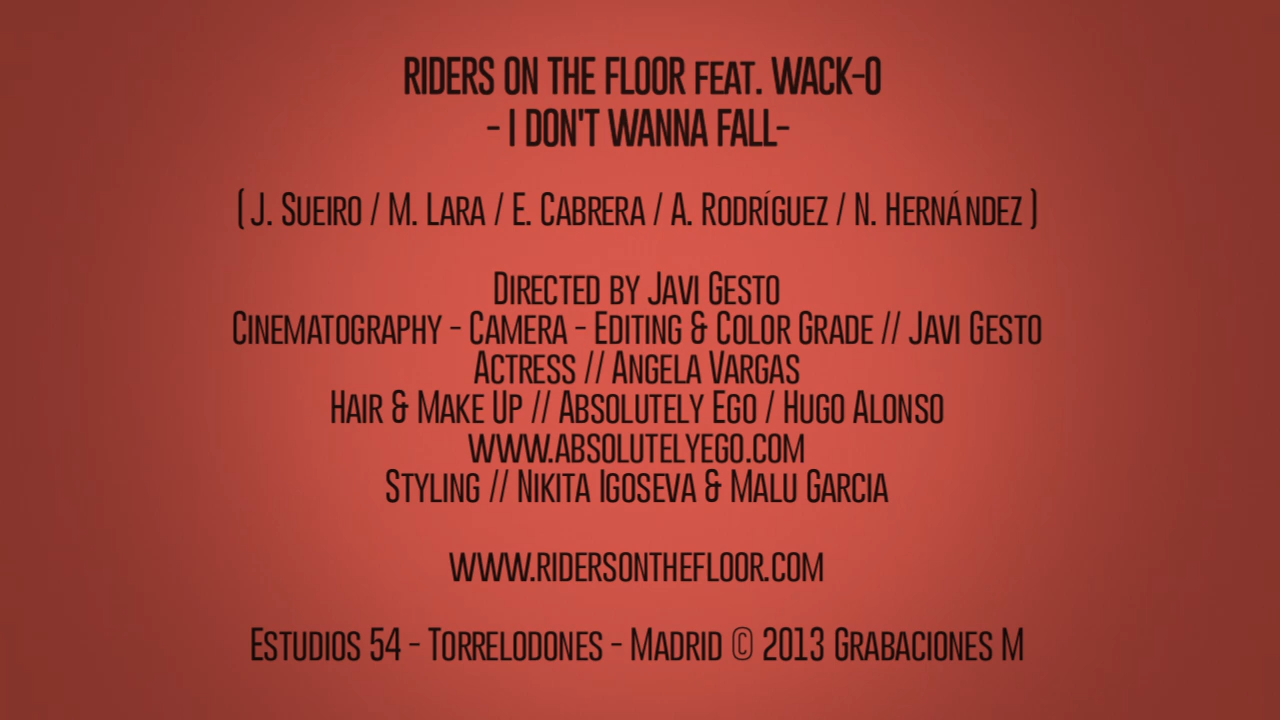 RIDERS ON THE FLOOR FEAT. WACK-O
- I DON'T WANNA FALL-
( J. SUEIRO / M. LARA / E. CABRERA / A. RODRÍGUEZ / N. HERNÁNDEZ )
DIRECTED BY JAVI GESTO
CINEMATOGRAPHY - CAMERA - EDITING & COLOR GRADE // JAVI GESTO
ACTRESS // ANGELA VARGAS
HAIR & MAKE UP // ABSOLUTELY EGO / HUGO ALONSO
WWW.ABSOLUTELYEGO.COM
STYLING // NIKITA IGOSEVA & MALU GARCIA
WWW.RIDERSONTHEFLOOR.COM
ESTUDIOS 54 - TORRELODONES - MADRID © 2013 GRABACIONES M